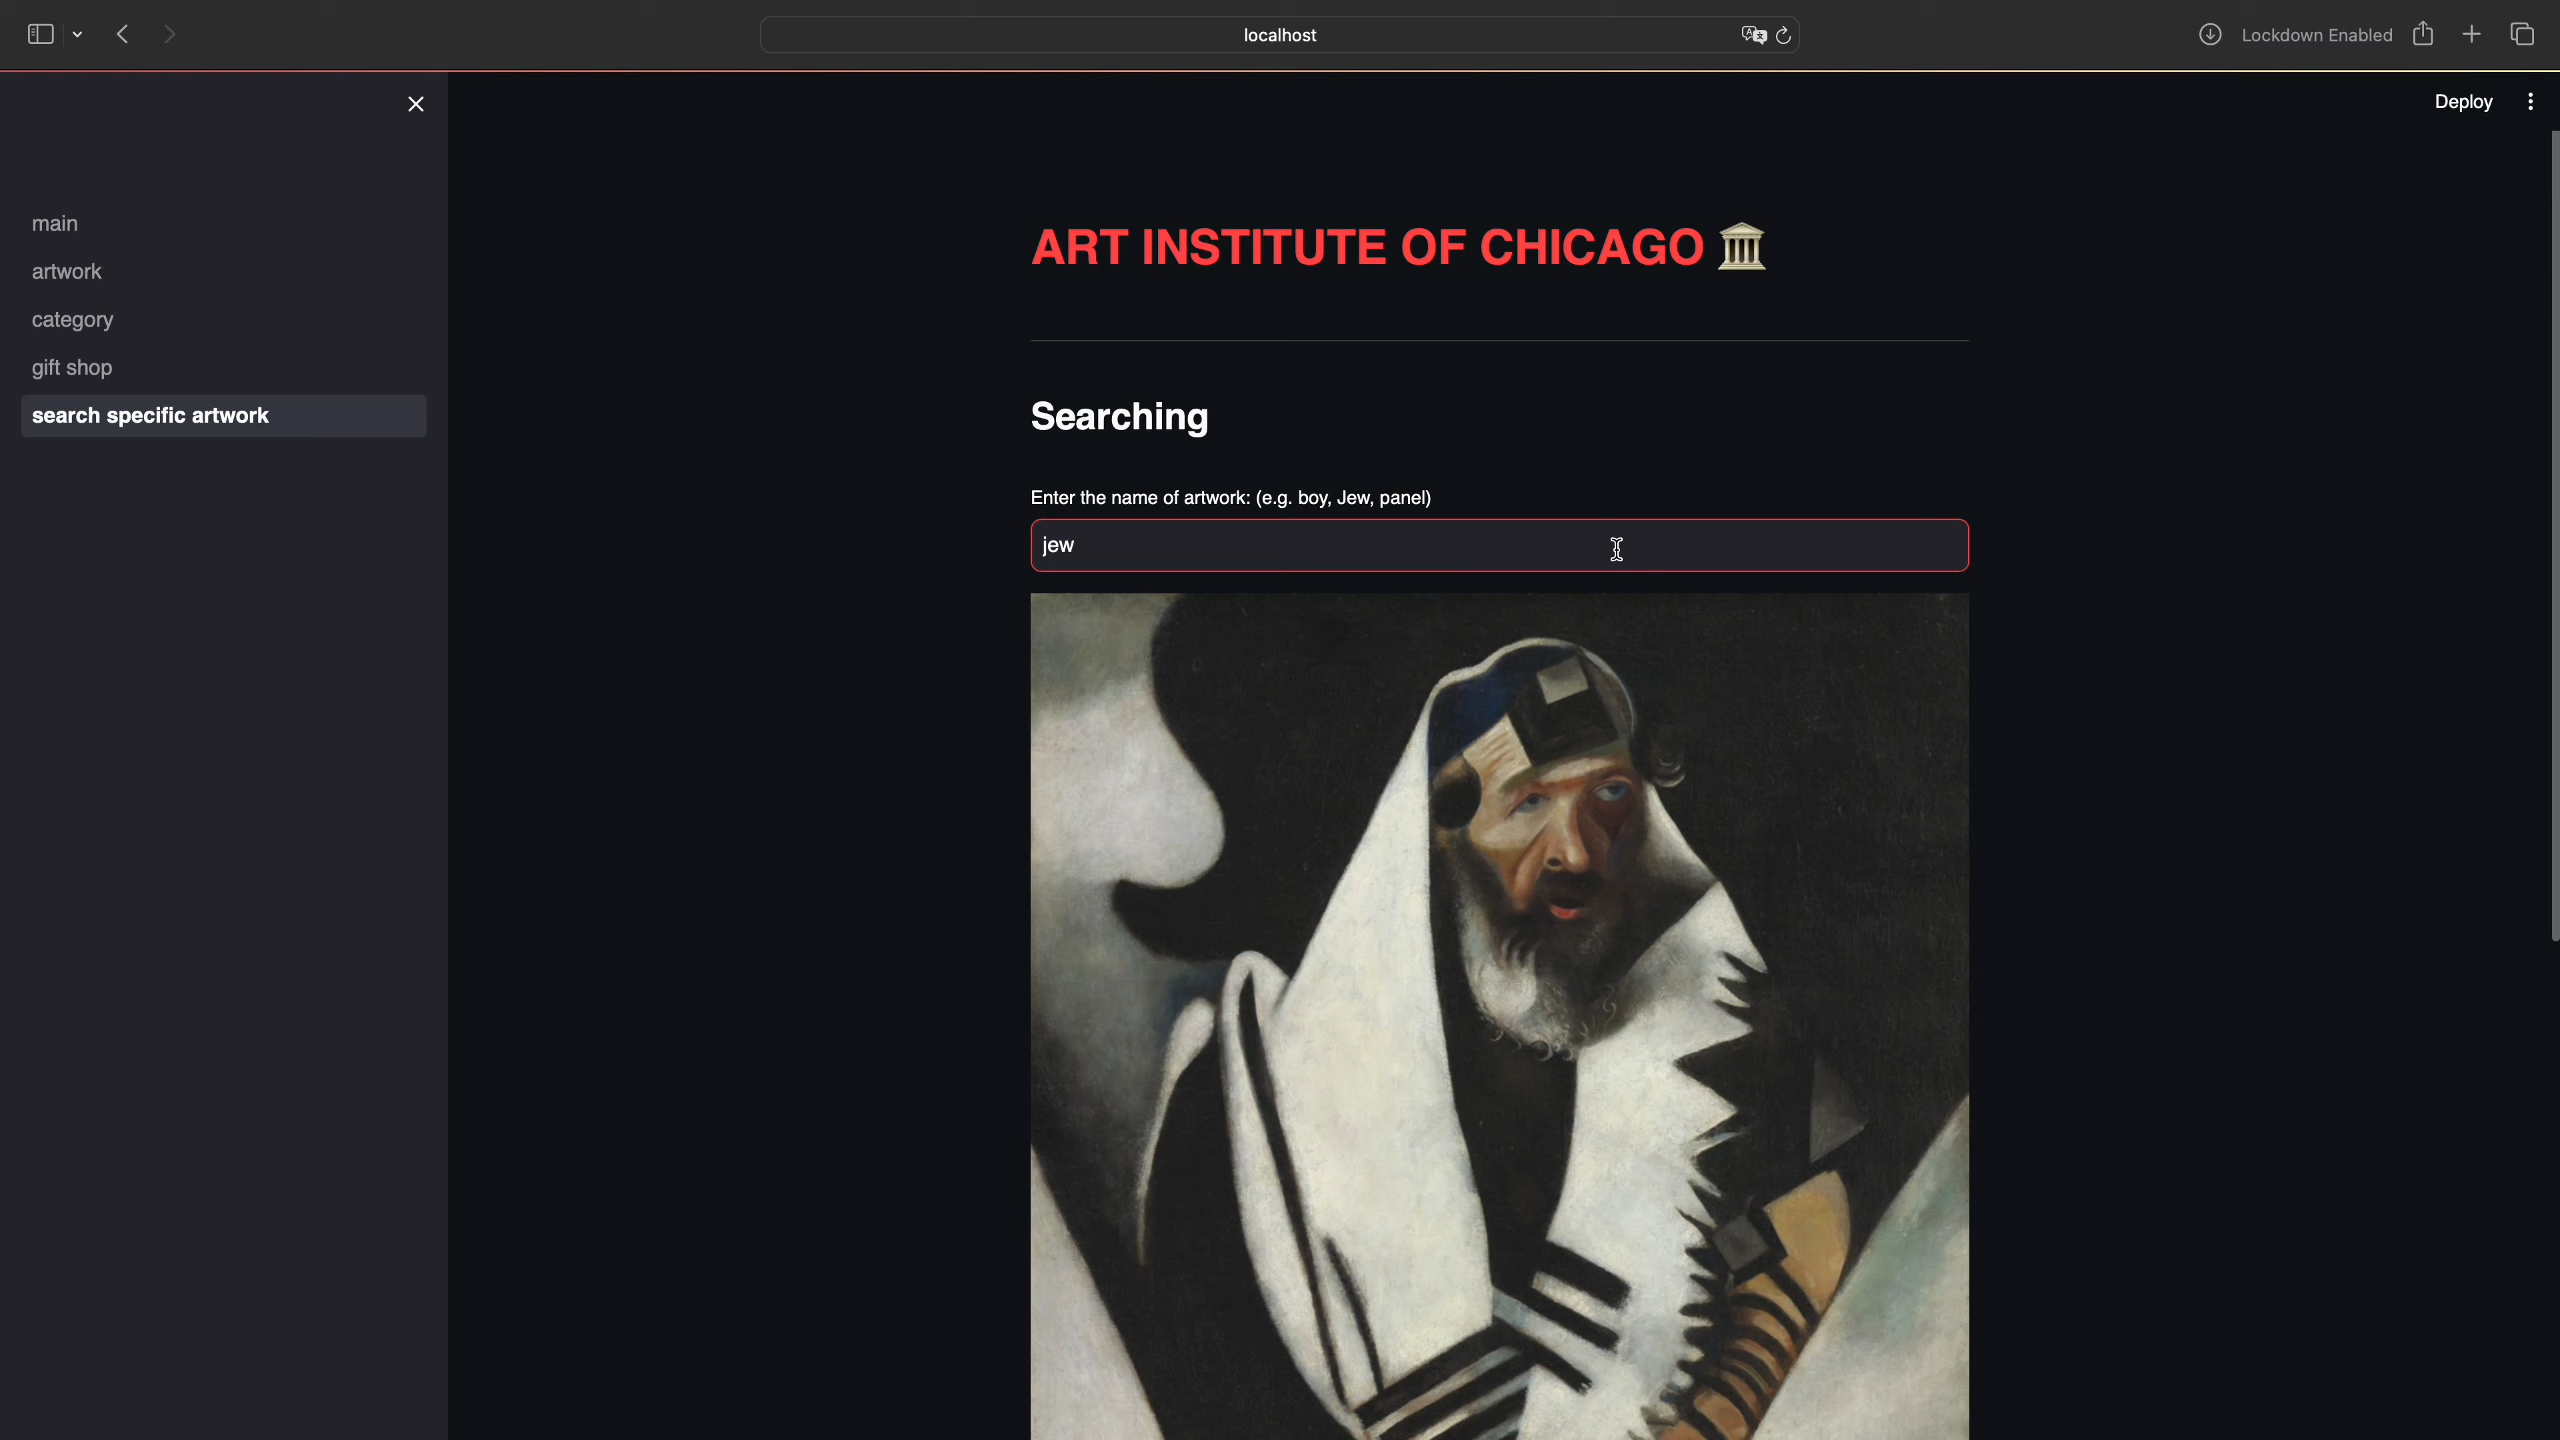 localhost
Lockdown Enabled
Deploy
main
artwork
category
gift shop
search specific artwork
ART INSTITUTE OF CHICAGO 🏛️
Searching
Enter the name of artwork: (e.g. boy, Jew, panel)
jew